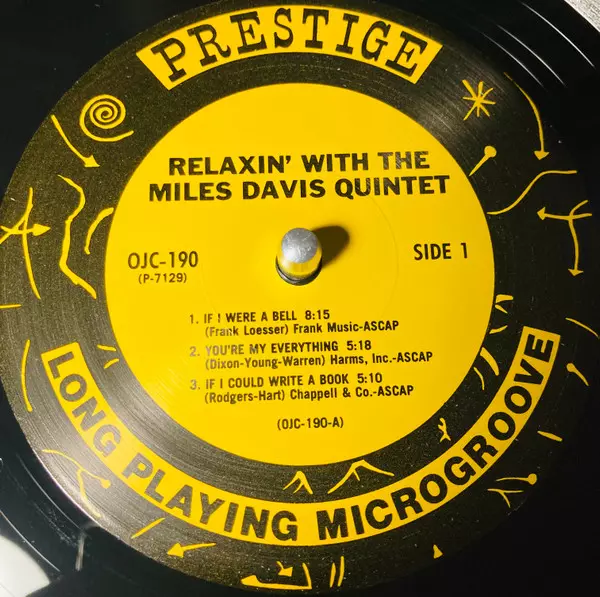 PRESTIGE
RELAXIN' WITH THE
MILES DAVIS QUINTET
OJC-190
(P-7129)
SIDE 1
1. IF I WERE A BELL 8:15
(Frank Loesser) Frank Music-ASCAP
2. YOU'RE MY EVERYTHING 5:18
(Dixon-Young-Warren) Harms, Inc.-ASCAP
3. IF I COULD WRITE A BOOK 5:10
(Rodgers-Hart) Chappell & Co.-ASCAP
(OJC-190-A)
LONG PLAYING MICROGROOVE